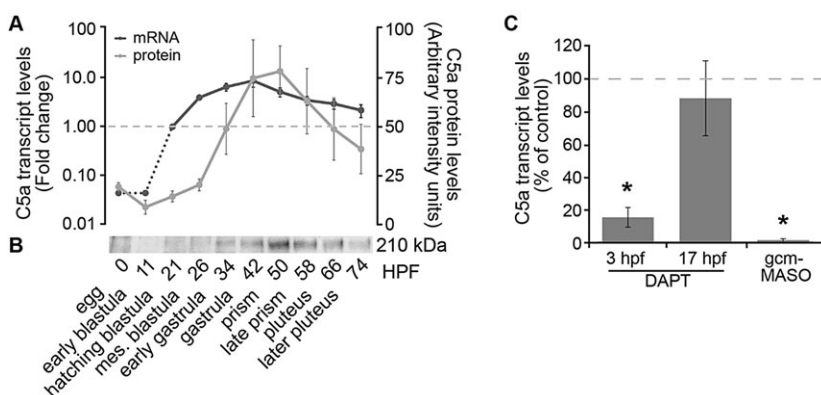 A
C5a transcript levels
(Fold change)
100
10.0
1.00
0.10
0.01
mRNA
protein
100
75
50
25
0
C5a protein levels
(Arbitrary intensity units)
B
210 kDa
0 11 21 26 34 42 50 58 66 74 HPF
egg
early blastula
hatching blastula
mes. blastula
early gastrula
gastrula
prism
late prism
pluteus
later pluteus
C
C5a transcript levels
(% of control)
120
100
80
60
40
20
0
*
*
3 hpf 17 hpf gcm-
MASO
DAPT